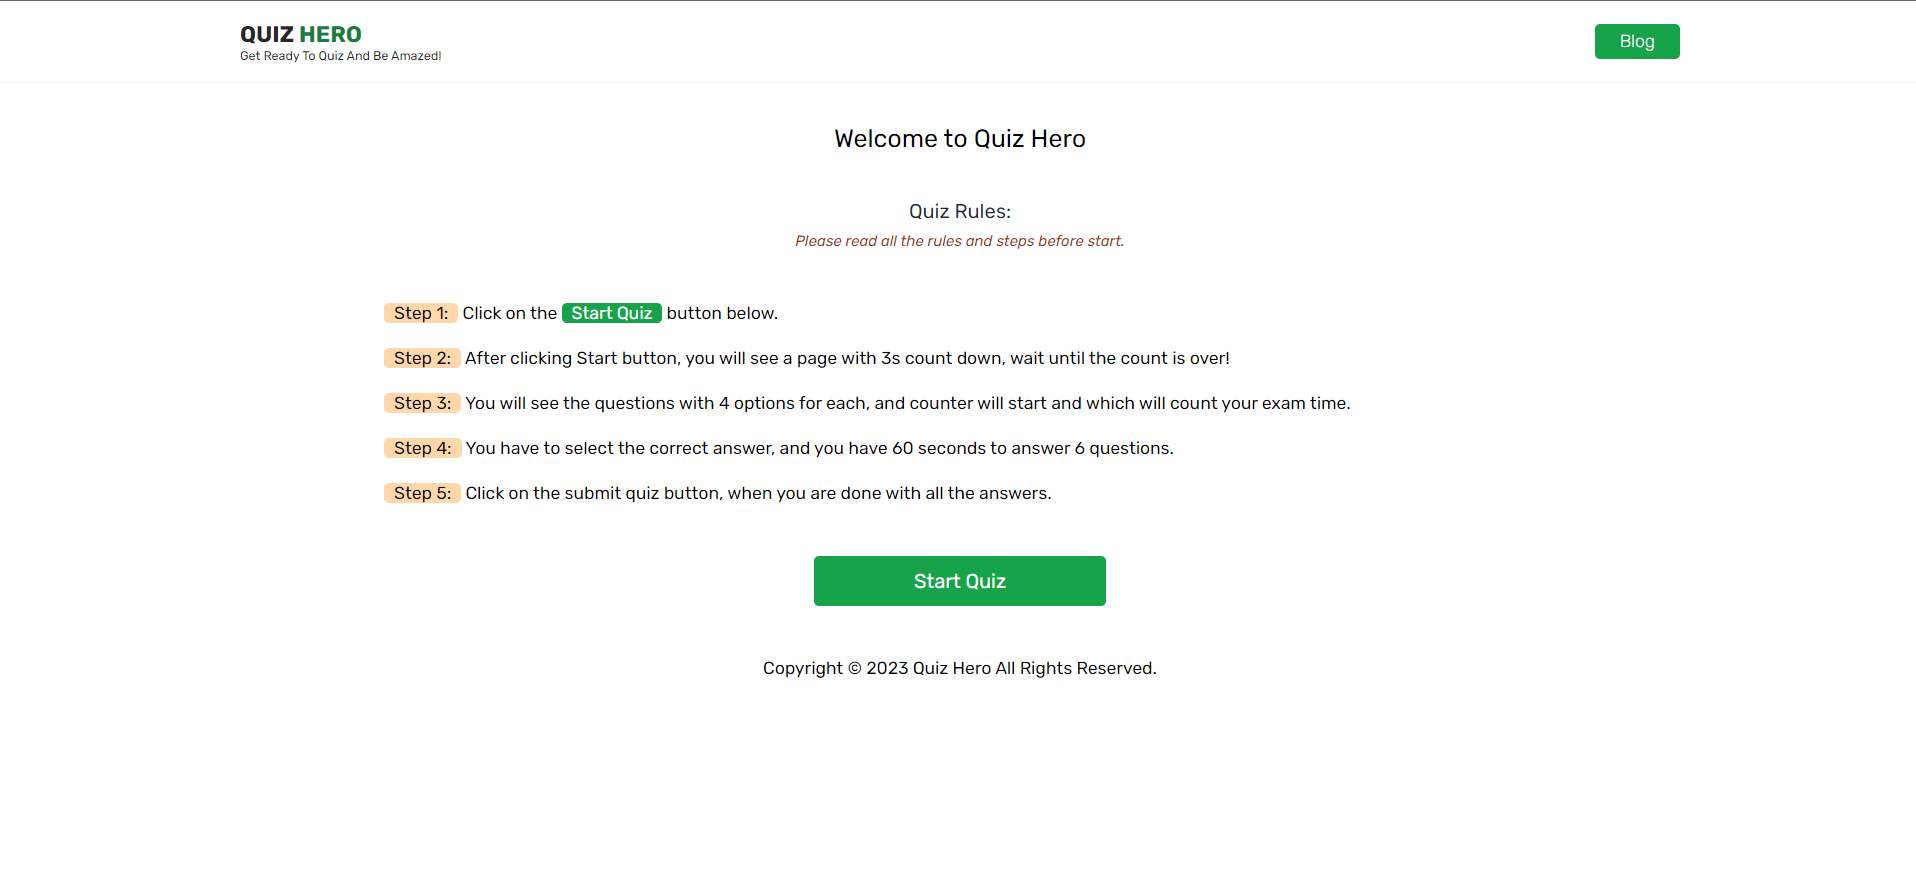 QUIZ HERO
Get Ready To Quiz And Be Amazed!
Blog
Welcome to Quiz Hero
Quiz Rules:
Please read all the rules and steps before start.
Step 1: Click on the Start Quiz button below.
Step 2: After clicking Start button, you will see a page with 3s count down, wait until the count is over!
Step 3: You will see the questions with 4 options for each, and counter will start and which will count your exam time.
Step 4: You have to select the correct answer, and you have 60 seconds to answer 6 questions.
Step 5: Click on the submit quiz button, when you are done with all the answers.
Start Quiz
Copyright © 2023 Quiz Hero All Rights Reserved.